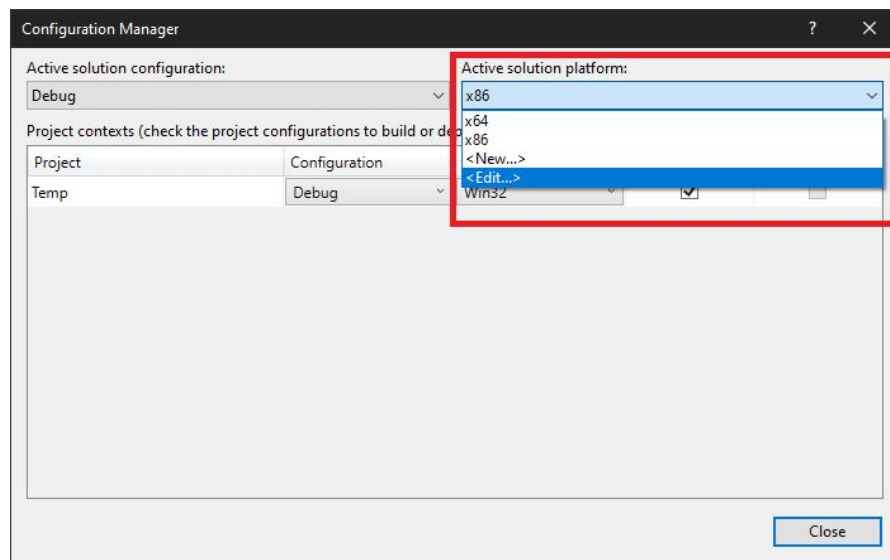 Configuration Manager
?
Active solution configuration:
Active solution platform:
Debug
x86
x64
x86
<New...>
<Edit...>
Project contexts (check the project configurations to build or
Project
Configuration
Temp
Debug
Win32
Close